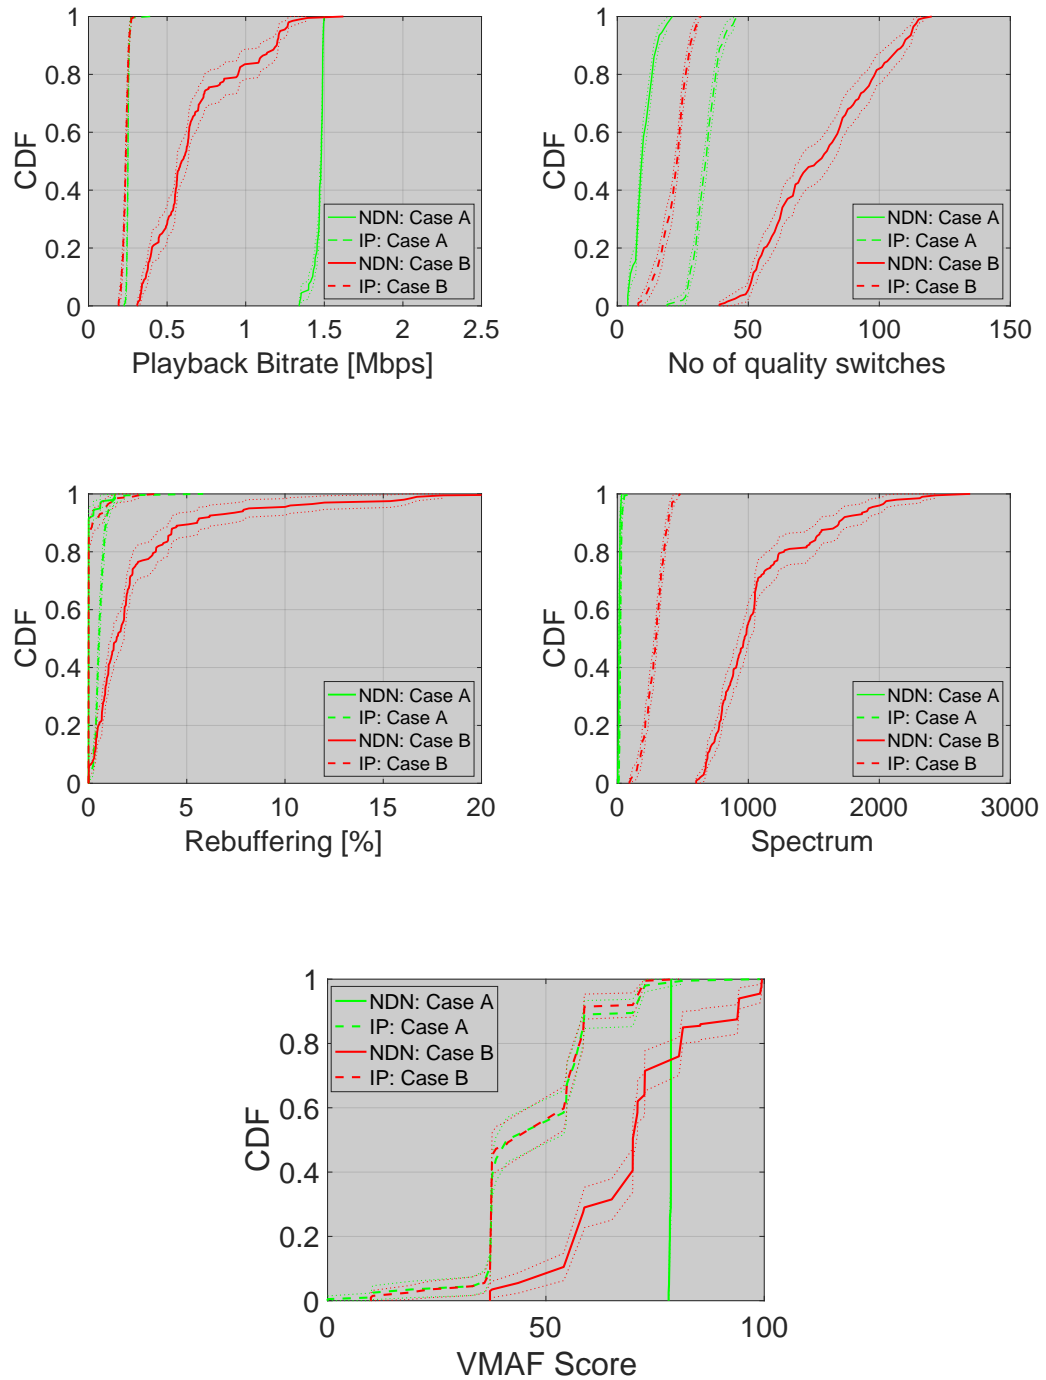 1
0.8
0.6
0.4
0.2
0
CDF
0 0.5 1 1.5 2 2.5
Playback Bitrate [Mbps]
NDN: Case A
IP: Case A
NDN: Case B
IP: Case B
1
0.8
0.6
0.4
0.2
0
CDF
0 50 100 150
No of quality switches
NDN: Case A
IP: Case A
NDN: Case B
IP: Case B
1
0.8
0.6
0.4
0.2
0
CDF
0 5 10 15 20
Rebuffering [%]
NDN: Case A
IP: Case A
NDN: Case B
IP: Case B
1
0.8
0.6
0.4
0.2
0
CDF
0 1000 2000 3000
Spectrum
NDN: Case A
IP: Case A
NDN: Case B
IP: Case B
1
0.8
0.6
0.4
0.2
0
CDF
0 50 100
VMAF Score
NDN: Case A
IP: Case A
NDN: Case B
IP: Case B